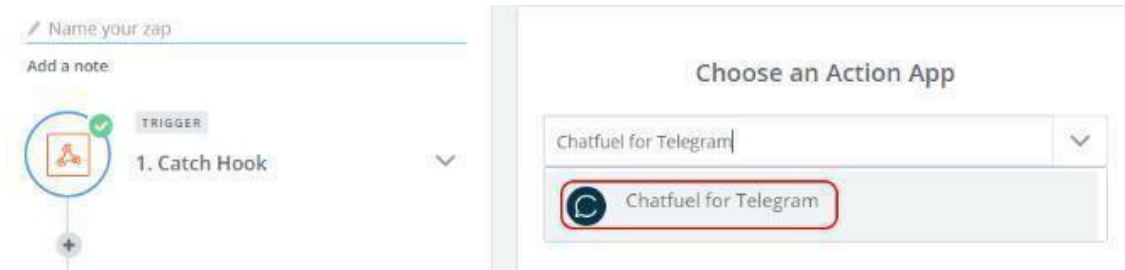 Name your zap
Add a note
TRIGGER
1. Catch Hook
Choose an Action App
Chatfuel for Telegram
Chatfuel for Telegram